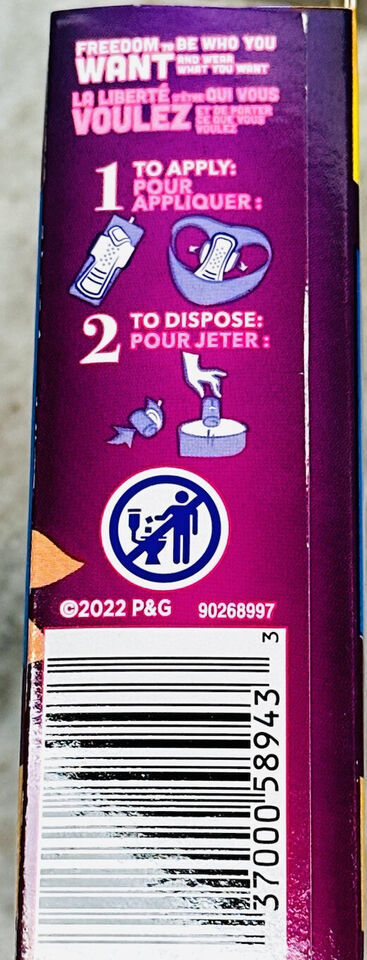 FREEDOM TO BE WHO YOU
WANT AND WEAR
WHAT YOU WANT
LA LIBERTÉ D'ÊTRE QUI VOUS
VOULEZ ET DE PORTER
CE QUE VOUS
VOULEZ
1 TO APPLY:
POUR
APPLIQUER :
2 TO DISPOSE:
POUR JETER :
©2022 P&G 90268997
37000 58943 3